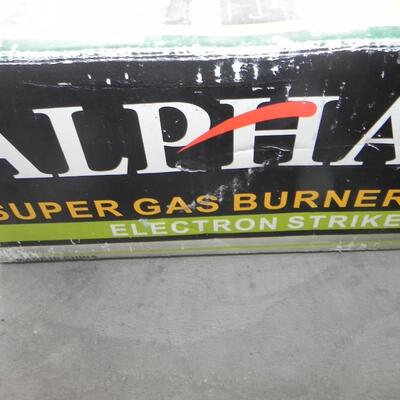 ALPHA
SUPER GAS BURNER
ELECTRON STRIKE